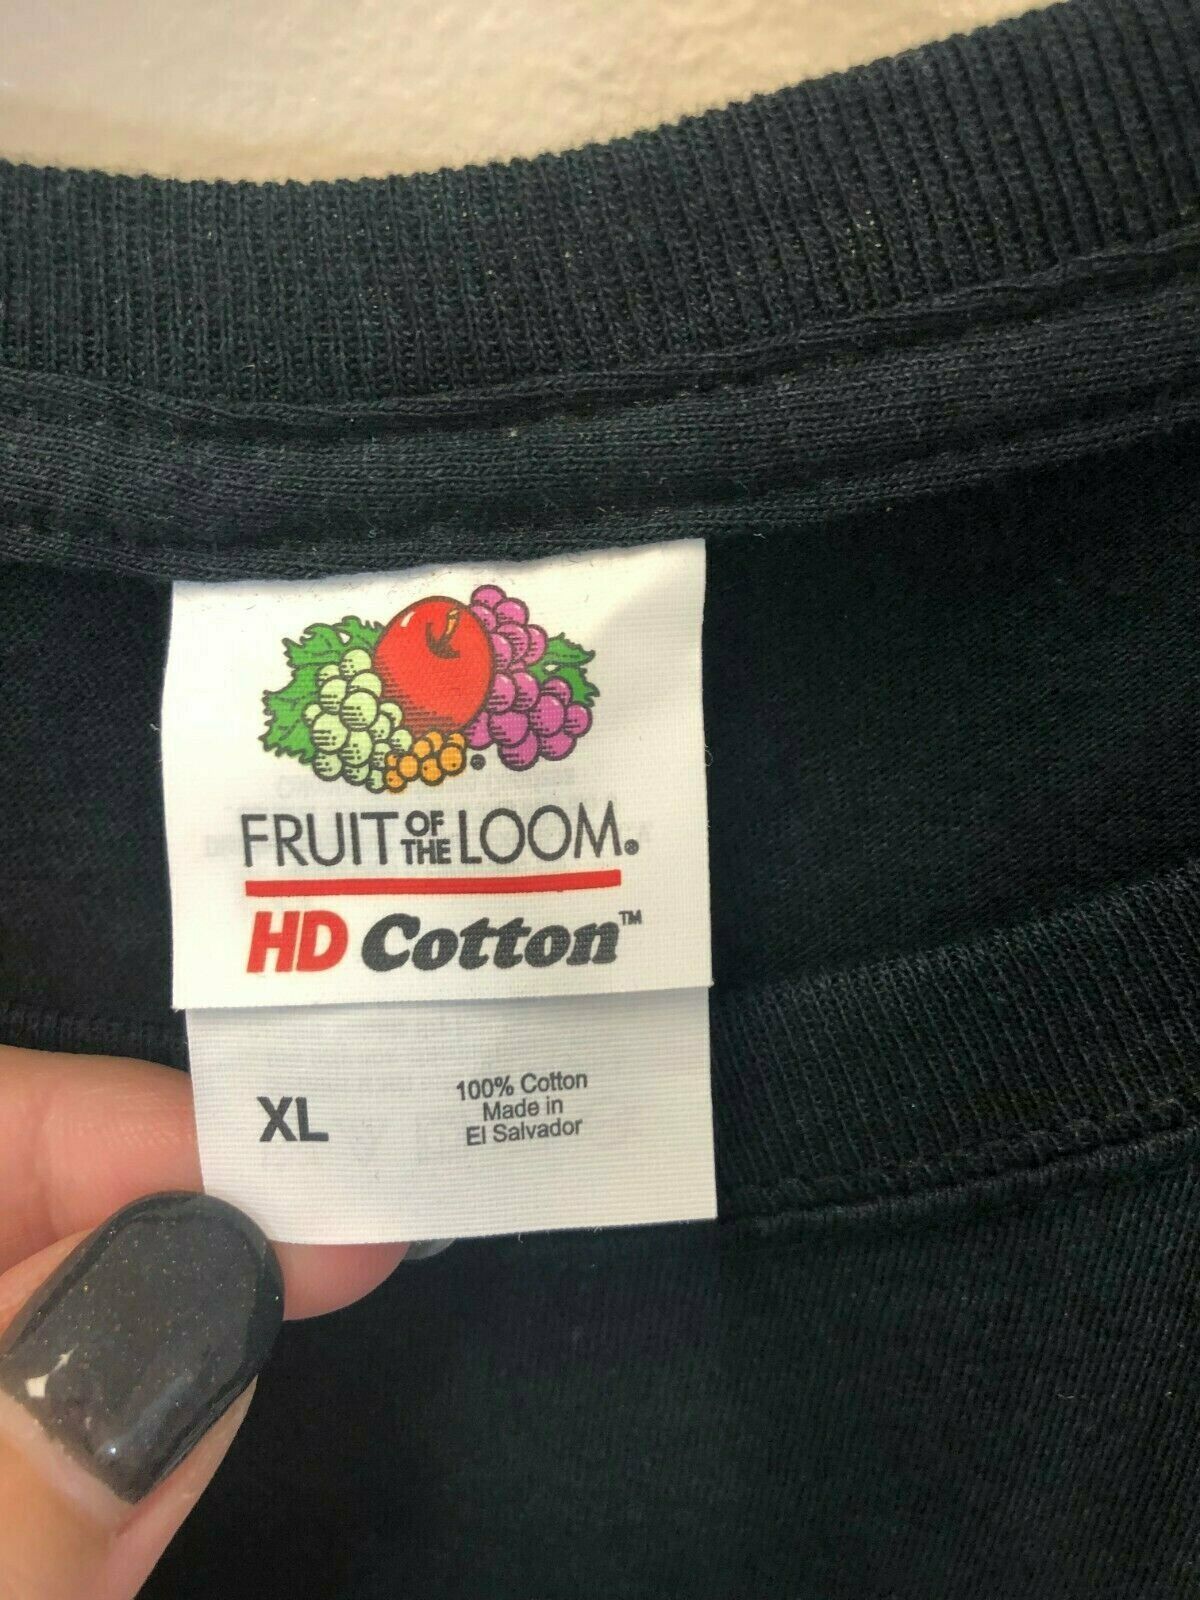 FRUIT OF THE LOOM®
HD Cotton™
XL
100% Cotton
Made in
El Salvador